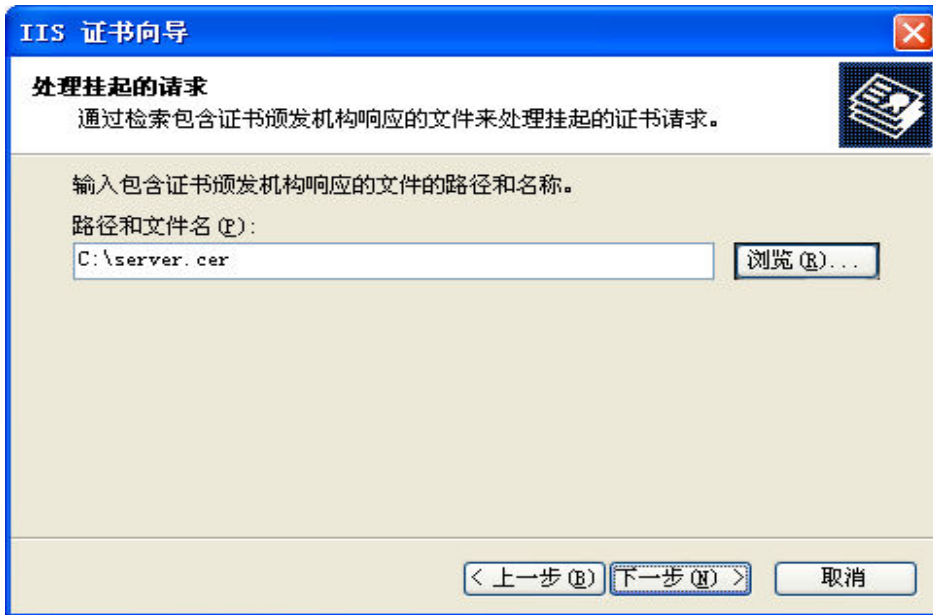 IIS 证书向导
处理挂起的请求
通过检索包含证书颁发机构响应的文件来处理挂起的证书请求。
输入包含证书颁发机构响应的文件的路径和名称。
路径和文件名(P):
C:\server.cer
浏览(R)...
< 上一步(B)
下一步(N) >
取消